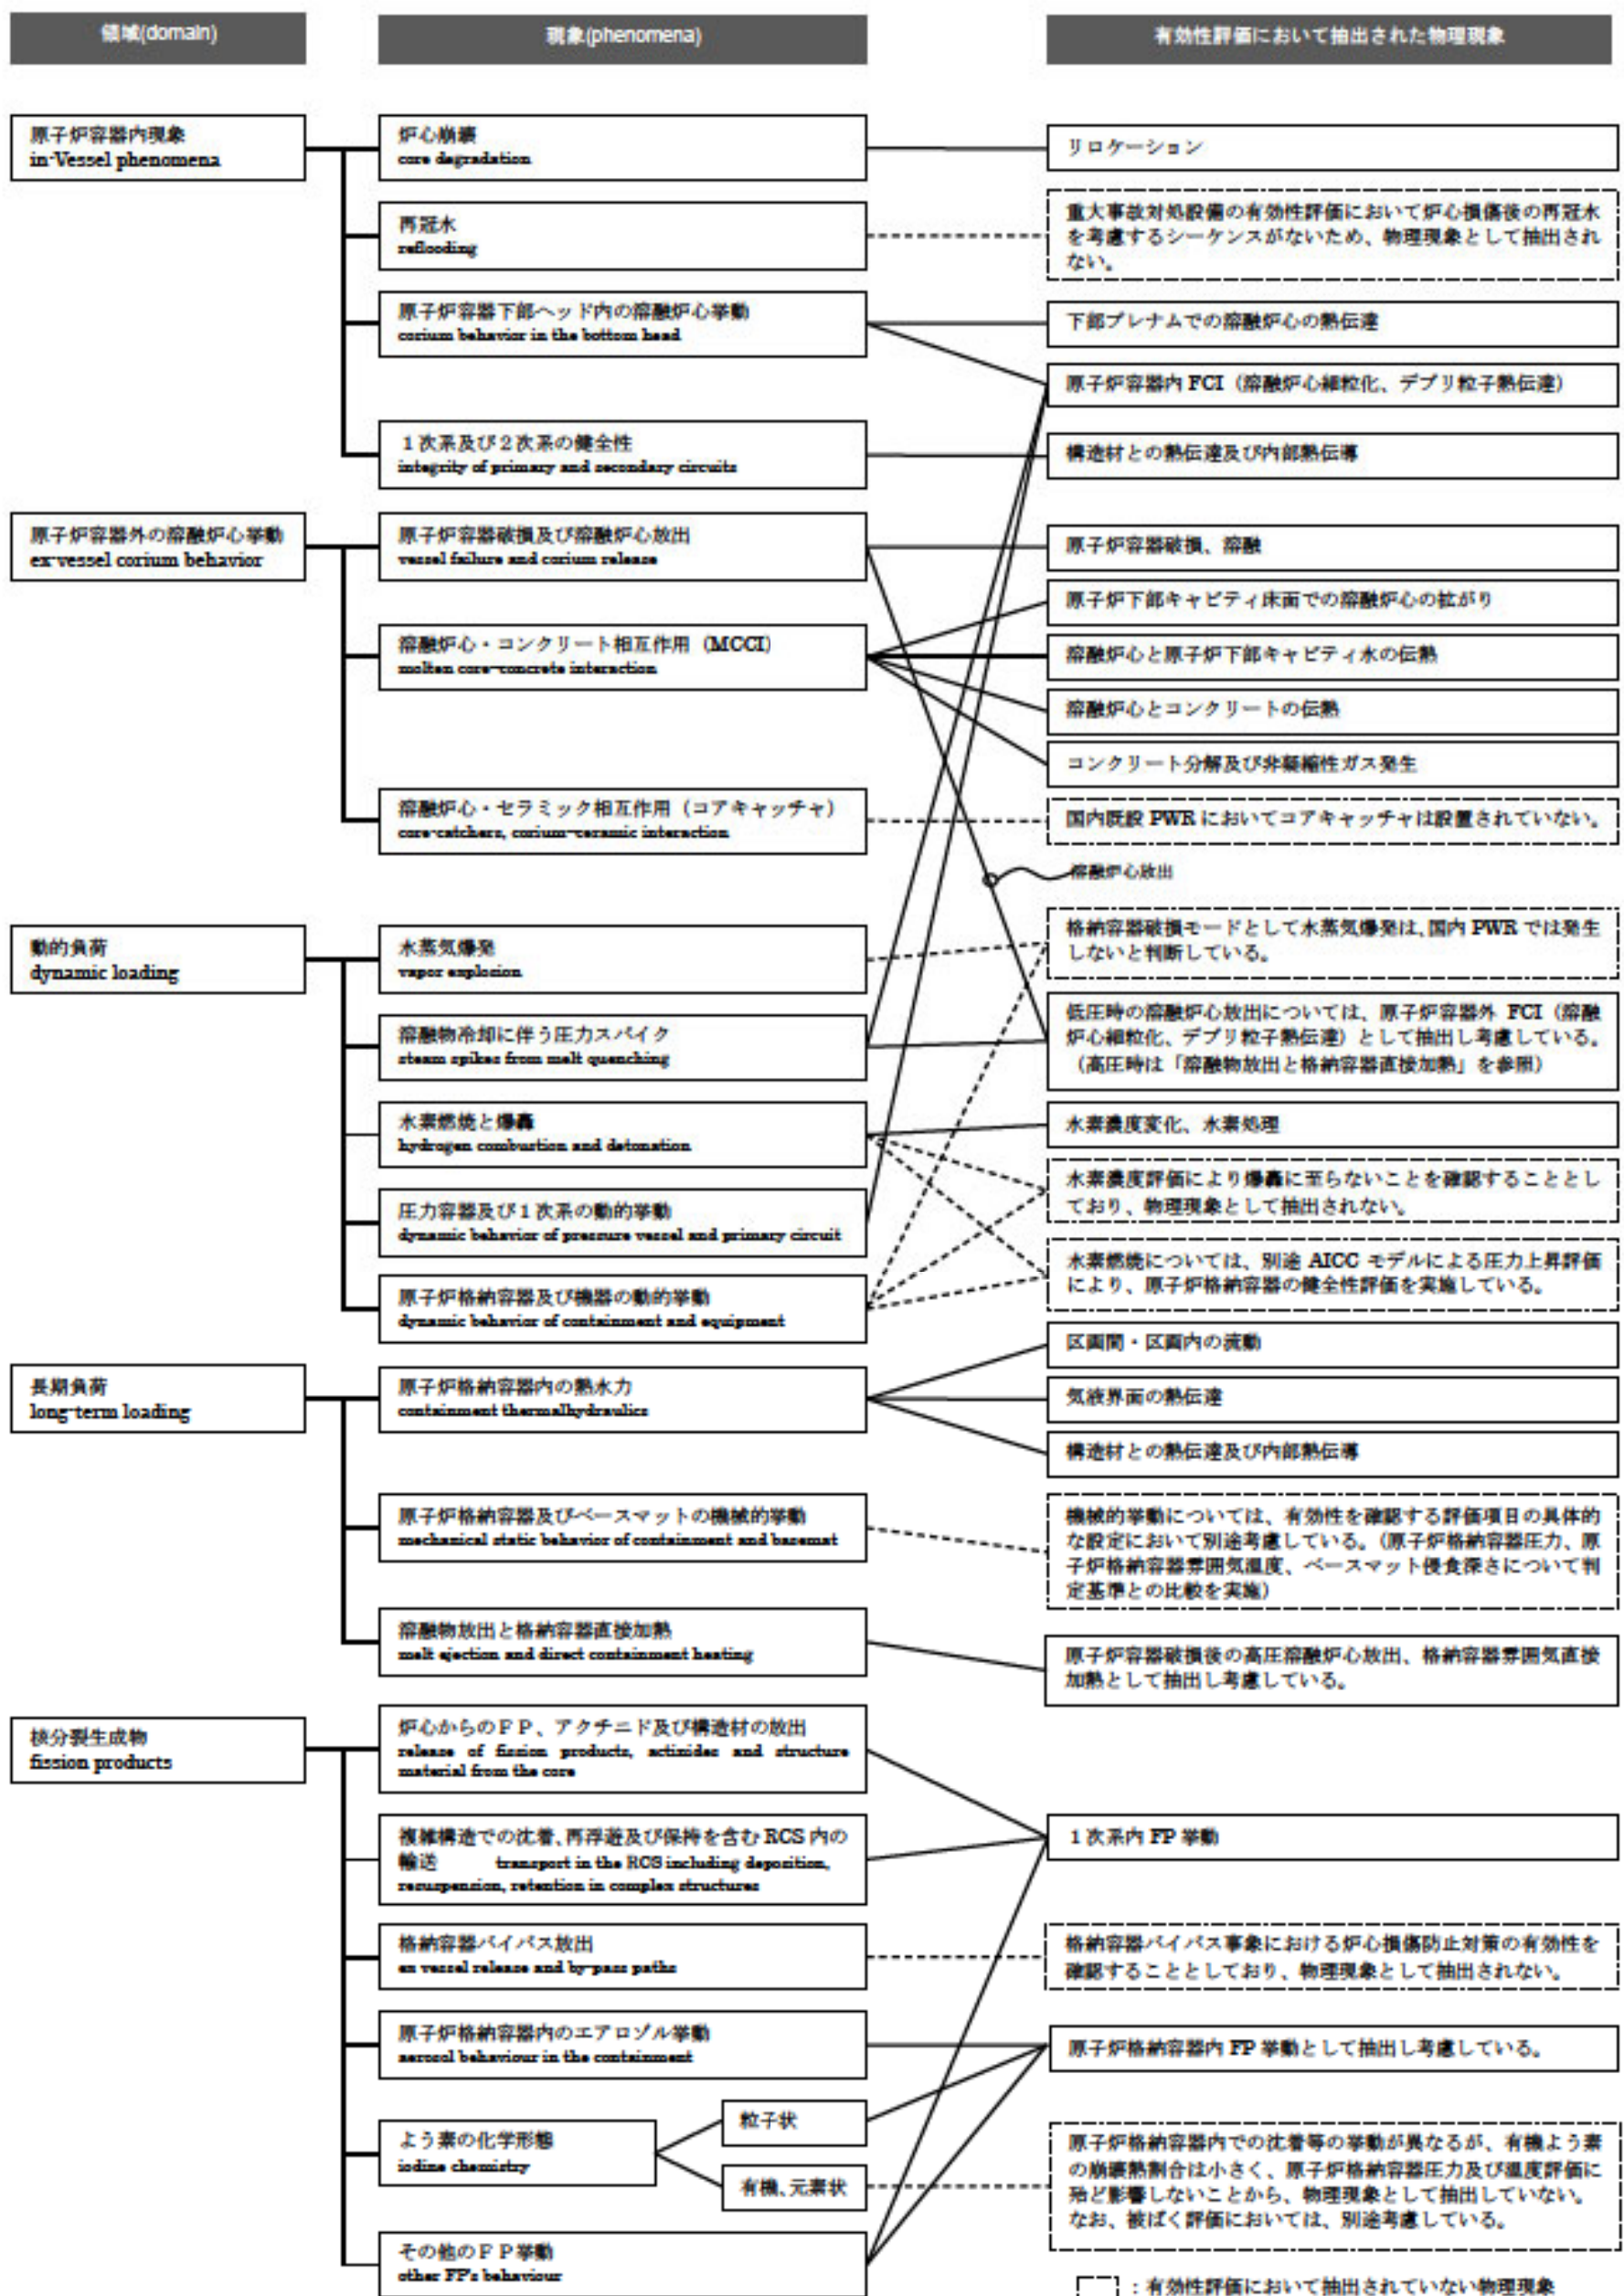 領域(domain)
現象(phenomena)
有効性評価において抽出された物理現象
原子炉容器内現象
in-Vessel phenomena
炉心崩壊
core degradation
リロケーション
再冠水
reflooding
重大事故対処設備の有効性評価において炉心損傷後の再冠水
を考慮するシーケンスがないため、物理現象として抽出され
ない。
原子炉容器下部ヘッド内の溶融炉心挙動
corium behavior in the bottom head
下部プレナムでの溶融炉心の熱伝達
原子炉容器内 FCI（溶融炉心細粒化、デブリ粒子熱伝達）
１次系及び２次系の健全性
integrity of primary and secondary circuits
構造材との熱伝達及び内部熱伝導
原子炉容器外の溶融炉心挙動
ex-vessel corium behavior
原子炉容器破損及び溶融炉心放出
vessel failure and corium release
原子炉容器破損、溶融
溶融炉心・コンクリート相互作用（MCCI）
molten core-concrete interaction
原子炉下部キャビティ床面での溶融炉心の拡がり
溶融炉心と原子炉下部キャビティ水の伝熱
溶融炉心とコンクリートの伝熱
コンクリート分解及び非凝縮性ガス発生
溶融炉心・セラミック相互作用（コアキャッチャ）
core-catchers, corium-ceramic interaction
国内既設 PWR においてコアキャッチャは設置されていない。
溶融炉心放出
動的負荷
dynamic loading
水蒸気爆発
vapor explosion
格納容器破損モードとして水蒸気爆発は、国内 PWR では発生
しないと判断している。
溶融物冷却に伴う圧力スパイク
steam spikes from melt quenching
低圧時の溶融炉心放出については、原子炉容器外 FCI（溶融
炉心細粒化、デブリ粒子熱伝達）として抽出し考慮している。
（高圧時は「溶融物放出と格納容器直接加熱」を参照）
水素燃焼と爆轟
hydrogen combustion and detonation
水素濃度変化、水素処理
水素濃度評価により爆轟に至らないことを確認することとし
ており、物理現象として抽出されない。
圧力容器及び１次系の動的挙動
dynamic behavior of pressure vessel and primary circuit
水素燃焼については、別途 AICC モデルによる圧力上昇評価
により、原子炉格納容器の健全性評価を実施している。
原子炉格納容器及び機器の動的挙動
dynamic behavior of containment and equipment
長期負荷
long-term loading
原子炉格納容器内の熱水力
containment thermalhydraulics
区画間・区画内の流動
気液界面の熱伝達
構造材との熱伝達及び内部熱伝導
原子炉格納容器及びベースマットの機械的挙動
mechanical static behavior of containment and basemat
機械的挙動については、有効性を確認する評価項目の具体的
な設定において別途考慮している。（原子炉格納容器圧力、原
子炉格納容器雰囲気温度、ベースマット侵食深さについて判
定基準との比較を実施）
溶融物放出と格納容器直接加熱
melt ejection and direct containment heating
原子炉容器破損後の高圧溶融炉心放出、格納容器雰囲気直接
加熱として抽出し考慮している。
核分裂生成物
fission products
炉心からのＦＰ、アクチニド及び構造材の放出
release of fission products, actinides and structure
material from the core
複雑構造での沈着、再浮遊及び保持を含む RCS 内の
輸送 transport in the RCS including deposition,
resuspension, retention in complex structures
１次系内 FP 挙動
格納容器バイパス放出
ex vessel release and by-pass paths
格納容器バイパス事象における炉心損傷防止対策の有効性を
確認することとしており、物理現象として抽出されない。
原子炉格納容器内のエアロゾル挙動
aerosol behaviour in the containment
原子炉格納容器内 FP 挙動として抽出し考慮している。
よう素の化学形態
iodine chemistry
粒子状
有機、元素状
原子炉格納容器内での沈着等の挙動が異なるが、有機よう素
の崩壊熱割合は小さく、原子炉格納容器圧力及び温度評価に
殆ど影響しないことから、物理現象として抽出していない。
なお、被ばく評価においては、別途考慮している。
その他のＦＰ挙動
other FP's behaviour
：有効性評価において抽出されていない物理現象